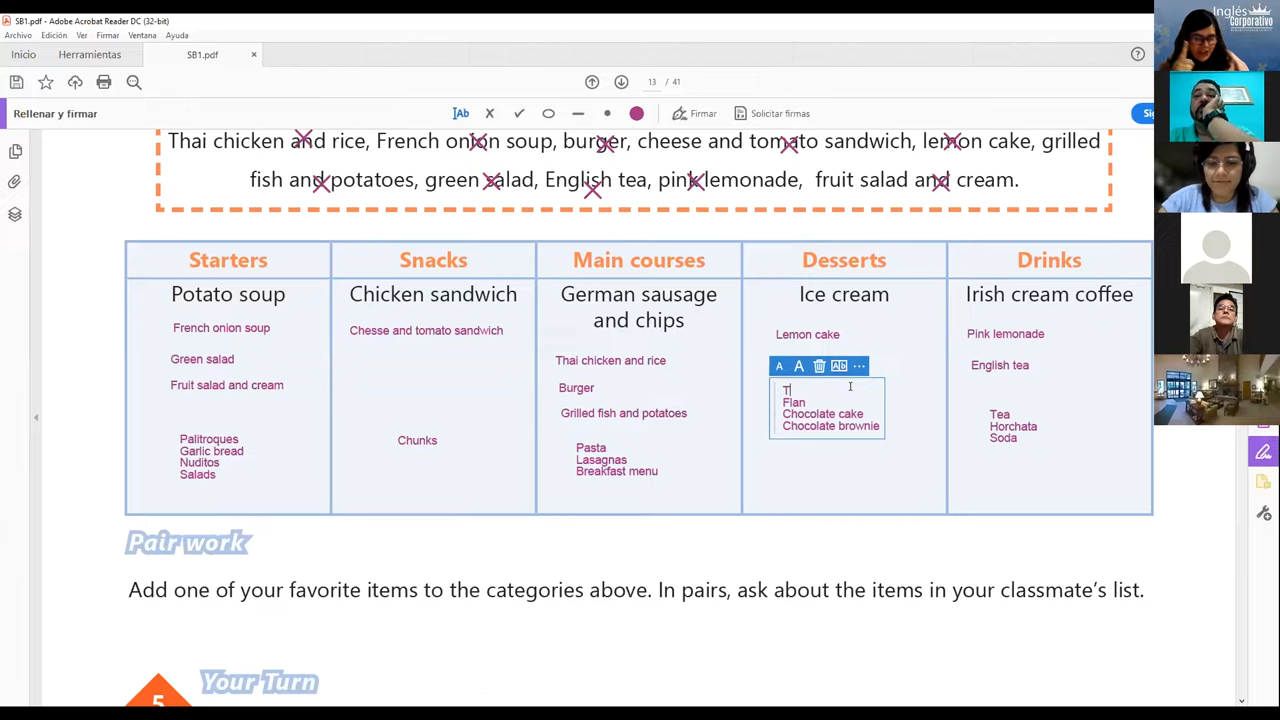 SB1.pdf - Adobe Acrobat Reader DC (32-bit)
Archivo Edición Ver Firmar Ventana Ayuda
Inicio Herramientas SB1.pdf ×
13 / 41
Rellenar y firmar
Ab
Firmar
Solicitar firmas
Inglés
Corporativo
Thai chicken and rice, French onion soup, burger, cheese and tomato sandwich, lemon cake, grilled
fish and potatoes, green salad, English tea, pink lemonade, fruit salad and cream.
Starters Snacks Main courses Desserts Drinks
Potato soup
French onion soup
Green salad
Fruit salad and cream
Palitroques
Garlic bread
Nuditos
Salads
Chicken sandwich
Chesse and tomato sandwich
Chunks
German sausage
and chips
Thai chicken and rice
Burger
Grilled fish and potatoes
Pasta
Lasagnas
Breakfast menu
Ice cream
Lemon cake
A A Ab ...
T
Flan
Chocolate cake
Chocolate brownie
Irish cream coffee
Pink lemonade
English tea
Tea
Horchata
Soda
Pair work
Add one of your favorite items to the categories above. In pairs, ask about the items in your classmate's list.
5
Your Turn